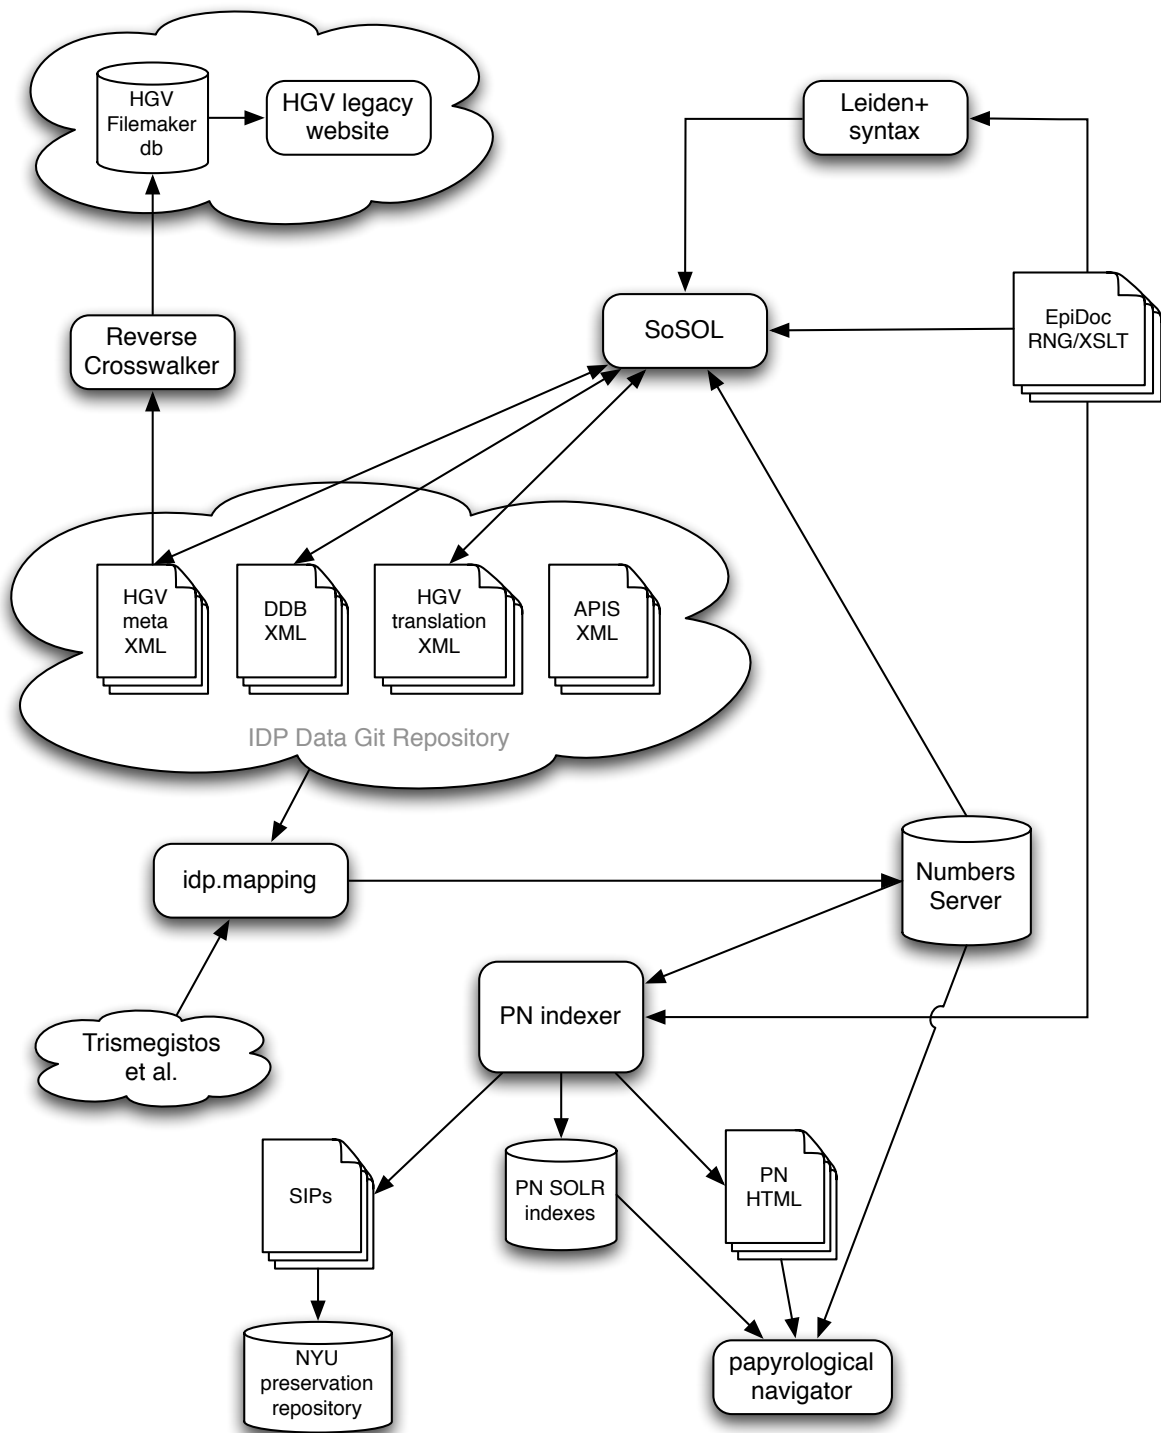 HGV
Filemaker
db
HGV legacy
website
Leiden+
syntax
Reverse
Crosswalker
SoSOL
EpiDoc
RNG/XSLT
HGV
meta
XML
DDB
XML
HGV
translation
XML
APIS
XML
IDP Data Git Repository
idp.mapping
Numbers
Server
Trismegistos
et al.
PN indexer
SIPs
PN SOLR
indexes
PN
HTML
NYU
preservation
repository
papyrological
navigator